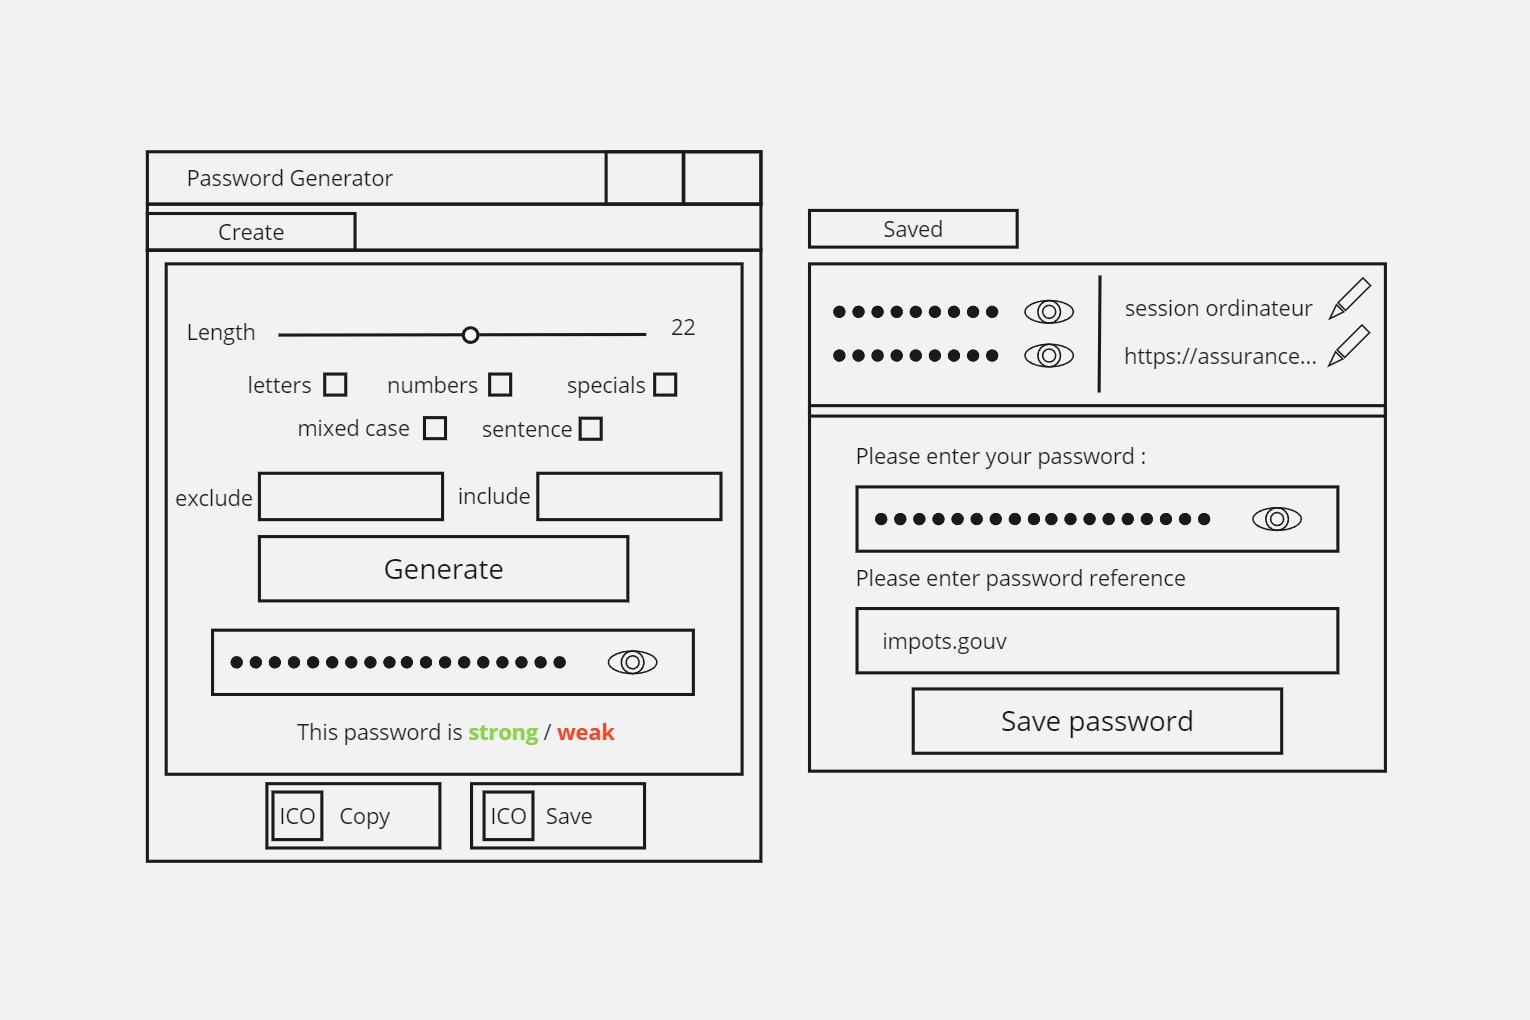 Password Generator
Create
Length 22
letters numbers specials
mixed case sentence
exclude include
Generate
This password is strong / weak
ICO Copy ICO Save
Saved
session ordinateur
https://assurance...
Please enter your password :
Please enter password reference
impots.gouv
Save password